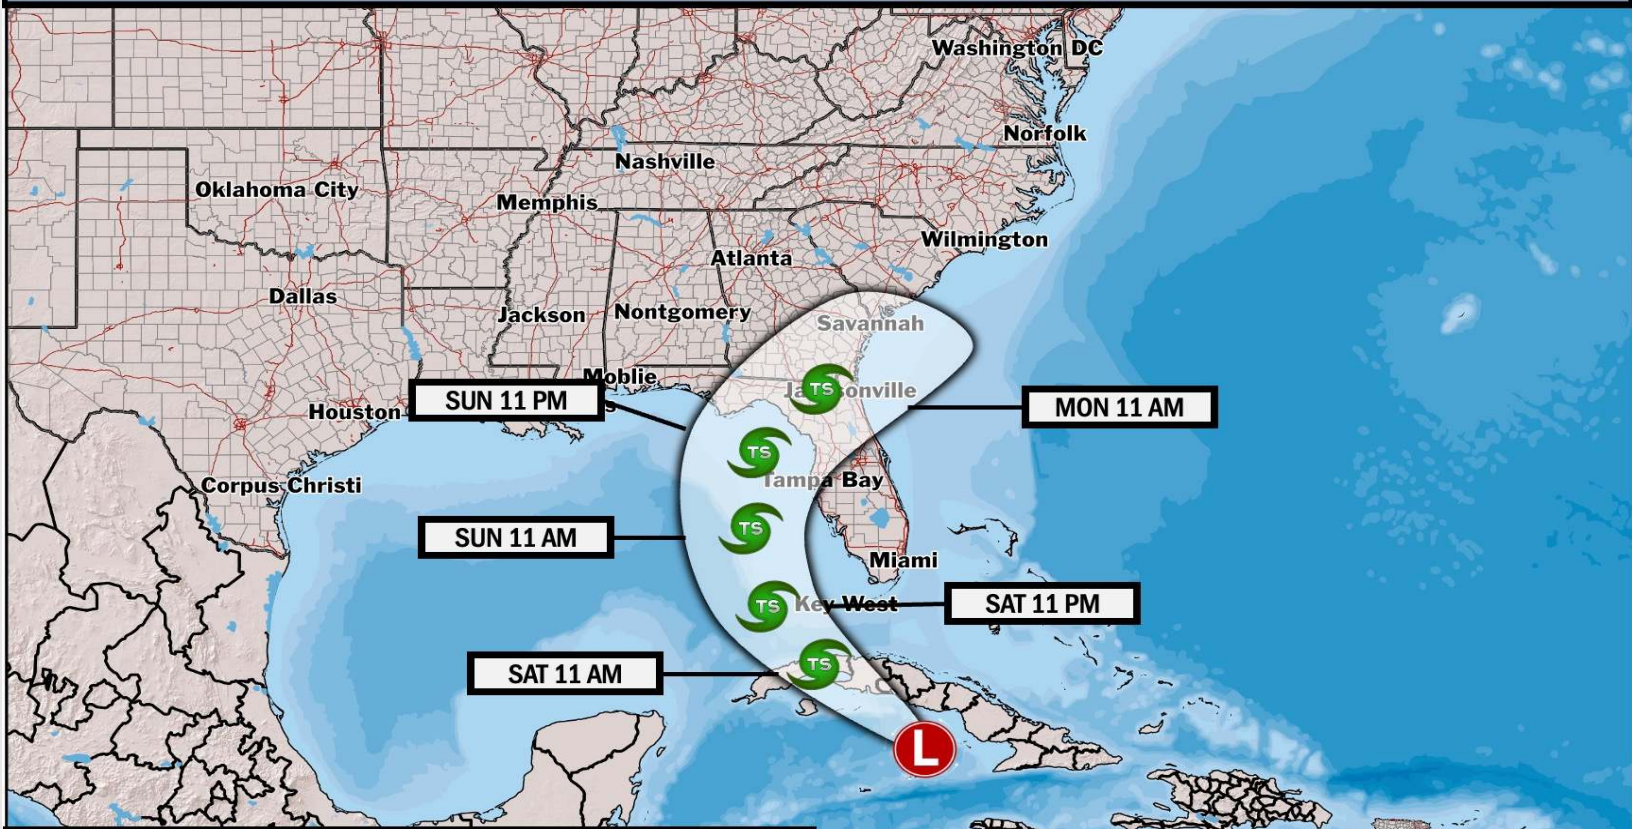 Washington DC
Norfolk
Nashville
Oklahoma City
Memphis
Wilmington
Atlanta
Dallas
Jackson
Nontgomery
Savannah
Moblie
TS
SUN 11 PM
s
Houston
MON 11 AM
TS
Tampa Bay
Corpus Christi
TS
SUN 11 AM
Miami
TS
Key West
SAT 11 PM
TS
SAT 11 AM
C
L